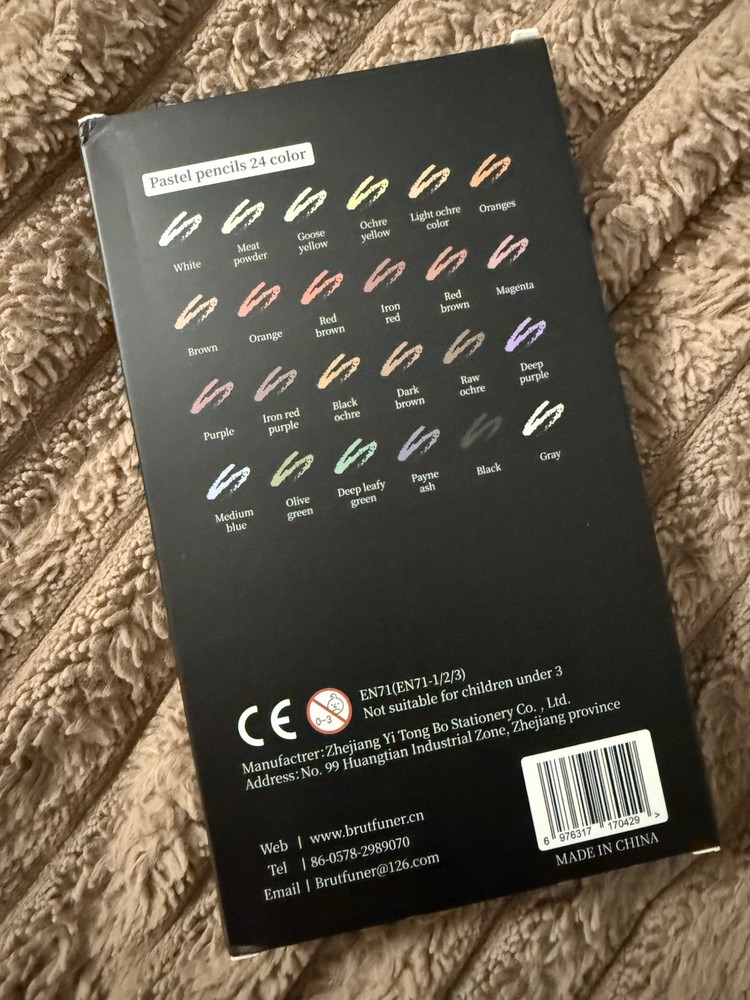 Pastel pencils 24 color
White
Meat
powder
Goose
yellow
Ochre
yellow
Light ochre
color
Oranges
Brown
Orange
Red
brown
Iron
red
Red
brown
Magenta
Purple
Iron red
purple
Black
ochre
Dark
brown
Raw
ochre
Deep
purple
Medium
blue
Olive
green
Deep leafy
green
Payne
ash
Black
Gray
CE
0-3
EN71(EN71-1/2/3)
Not suitable for children under 3
Manufactrer:Zhejiang Yi Tong Bo Stationery Co. , Ltd.
Address:No. 99 Huangtian Industrial Zone, Zhejiang province
Web | www.brutfuner.cn
Tel | 86-0578-2989070
Email | Brutfuner@126.com
6 976317 170429 >
MADE IN CHINA